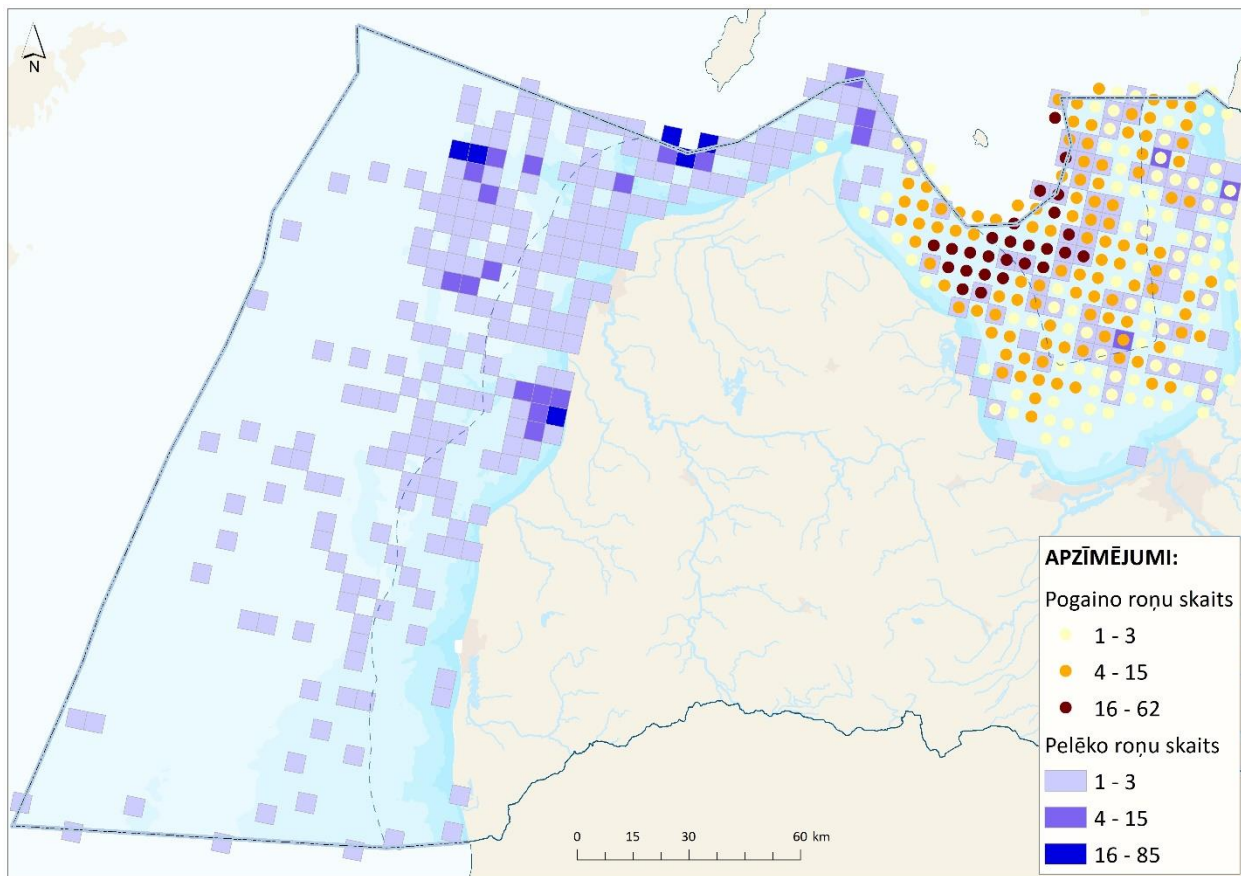 N
APZĪMĒJUMI:
Pogaino roņu skaits
1 - 3
4 - 15
16 - 62
Pelēko roņu skaits
1 - 3
4 - 15
16 - 85
0 15 30 60 km